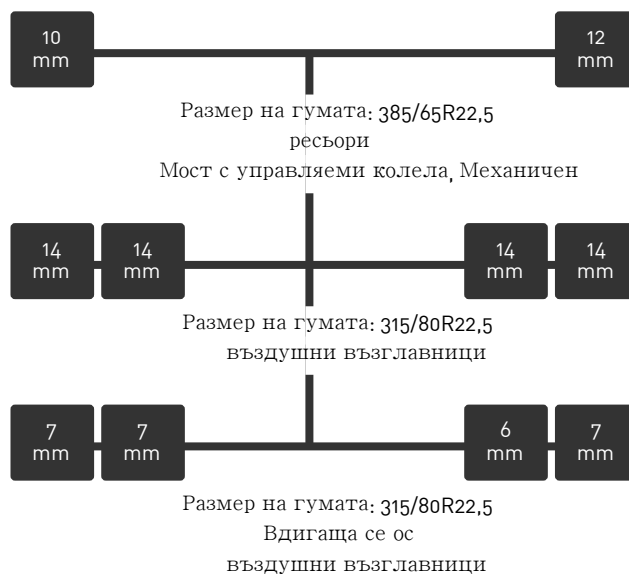 10 12
mm mm
Размер на гумата: 385/65R22,5
ресьори
Мост с управляеми колела, Механичен
14 14 14 14
mm mm mm mm
Размер на гумата: 315/80R22,5
въздушни възглавници
7 7 6 7
mm mm mm mm
Размер на гумата: 315/80R22,5
Вдигаща се ос
въздушни възглавници